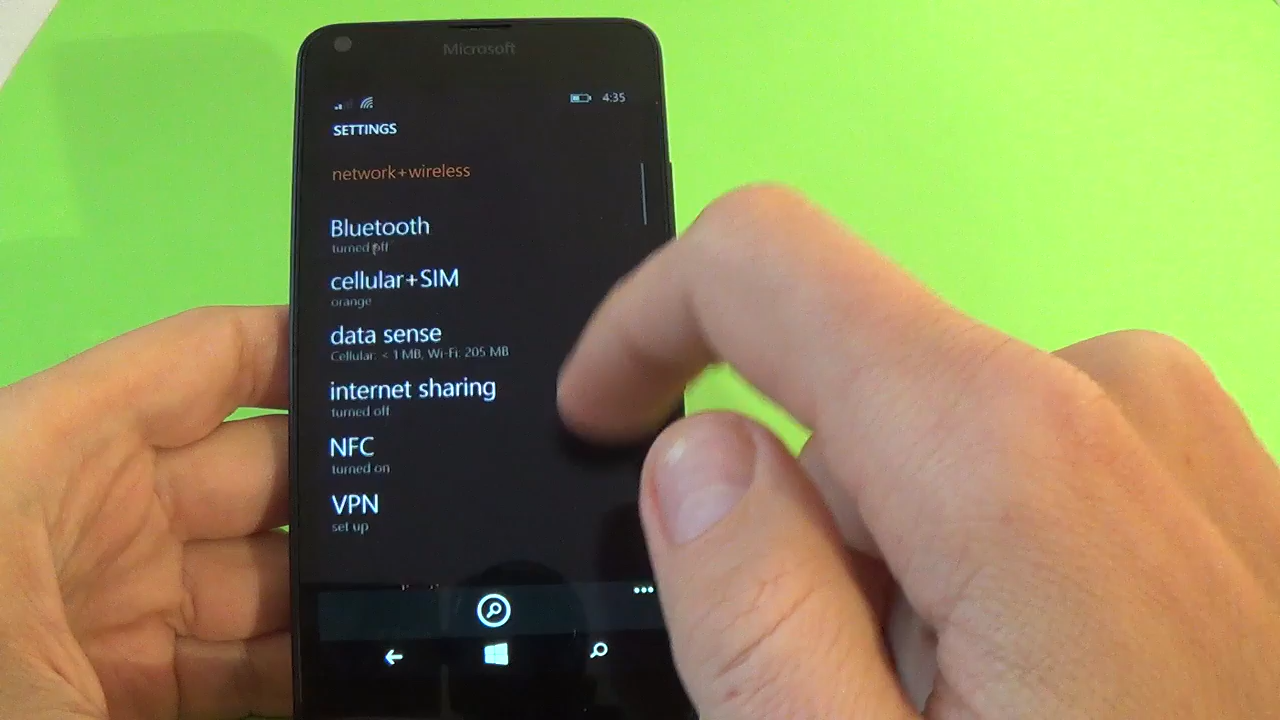 Microsoft
4:35
SETTINGS
network+wireless
Bluetooth
turned off
cellular+SIM
orange
data sense
Cellular: < 1 MB, Wi-Fi: 205 MB
internet sharing
turned off
NFC
turned on
VPN
set up